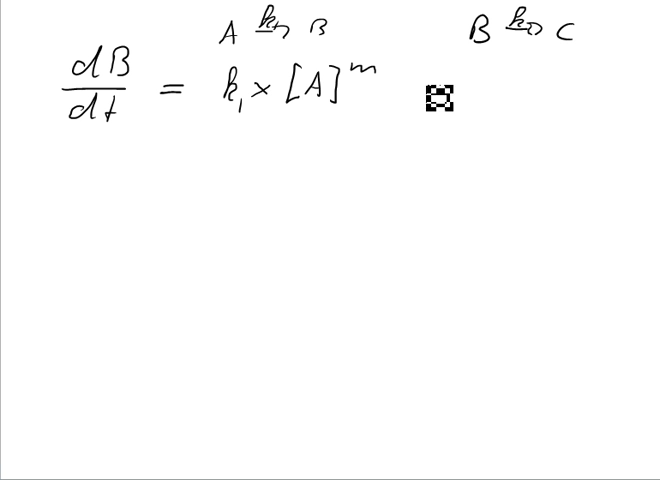 A k₁→ B
B k₂→ C
dB/dt = k₁ × [A]ᵐ